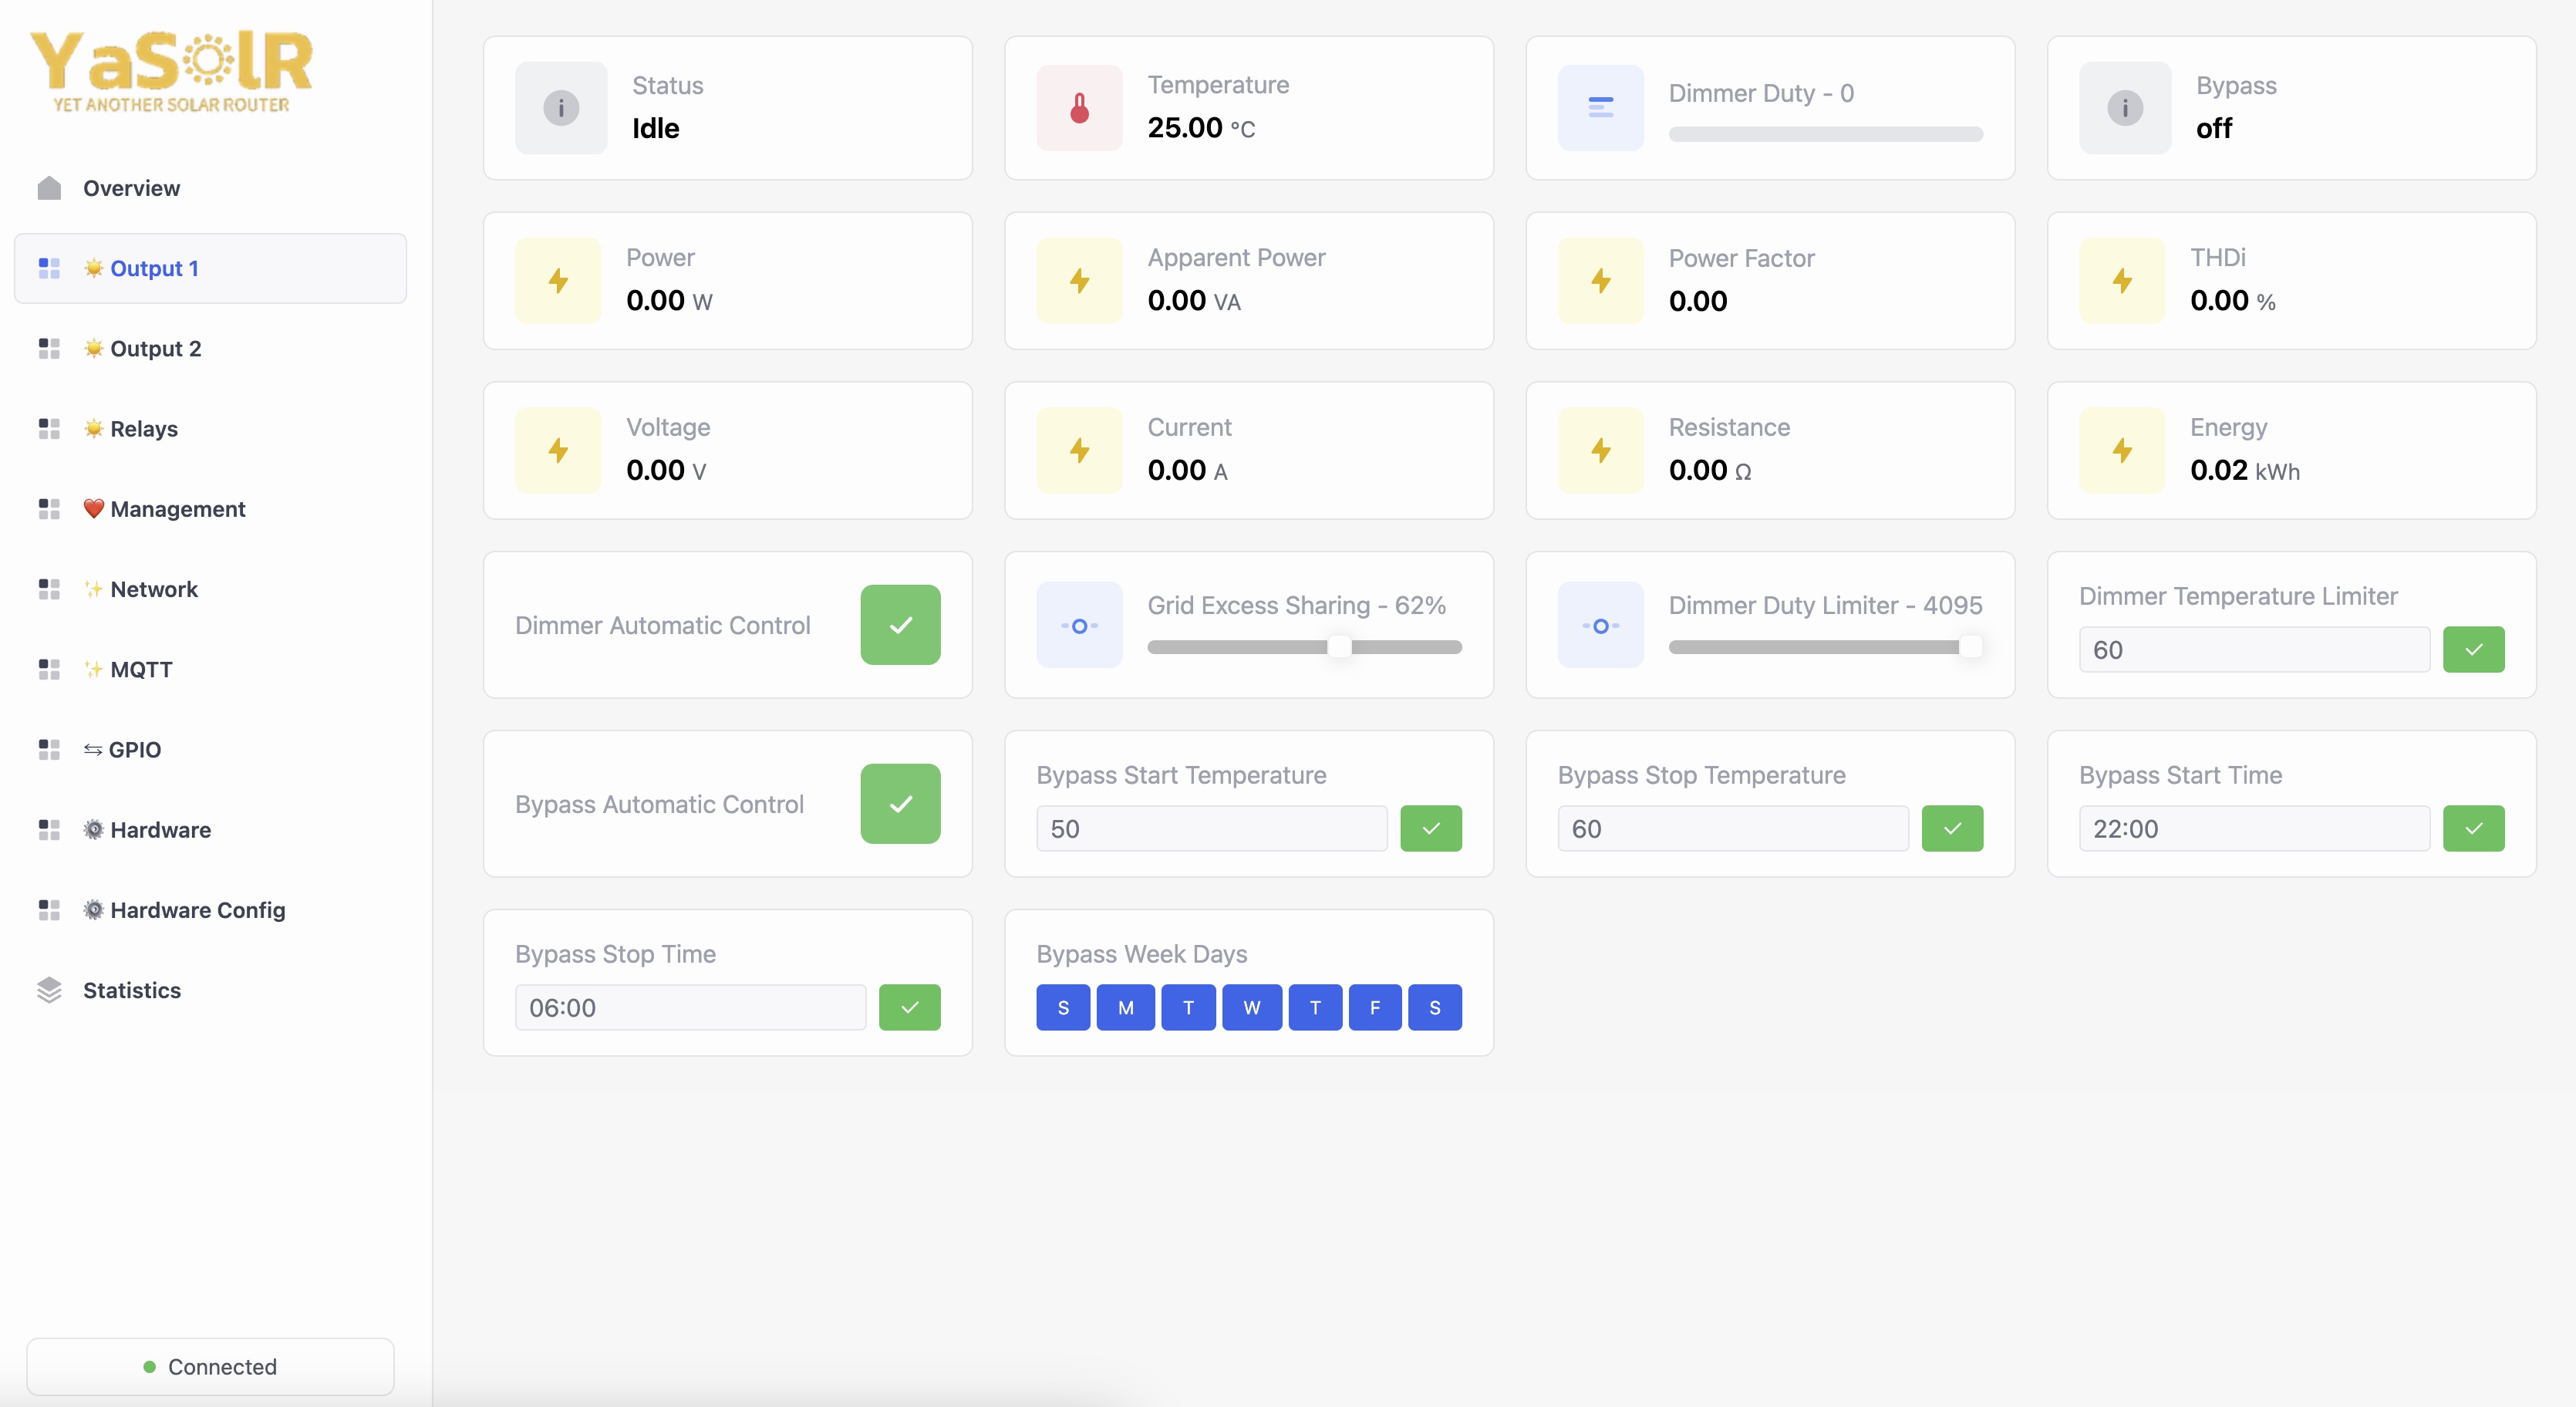 YaSolR
YET ANOTHER SOLAR ROUTER
Overview
Output 1
Output 2
Relays
Management
Network
MQTT
GPIO
Hardware
Hardware Config
Statistics
Connected
Status
Idle
Temperature
25.00 °C
Dimmer Duty - 0
Bypass
off
Power
0.00 W
Apparent Power
0.00 VA
Power Factor
0.00
THDi
0.00 %
Voltage
0.00 V
Current
0.00 A
Resistance
0.00 Ω
Energy
0.02 kWh
Dimmer Automatic Control
Grid Excess Sharing - 62%
Dimmer Duty Limiter - 4095
Dimmer Temperature Limiter
60
Bypass Automatic Control
Bypass Start Temperature
50
Bypass Stop Temperature
60
Bypass Start Time
22:00
Bypass Stop Time
06:00
Bypass Week Days
S M T W T F S